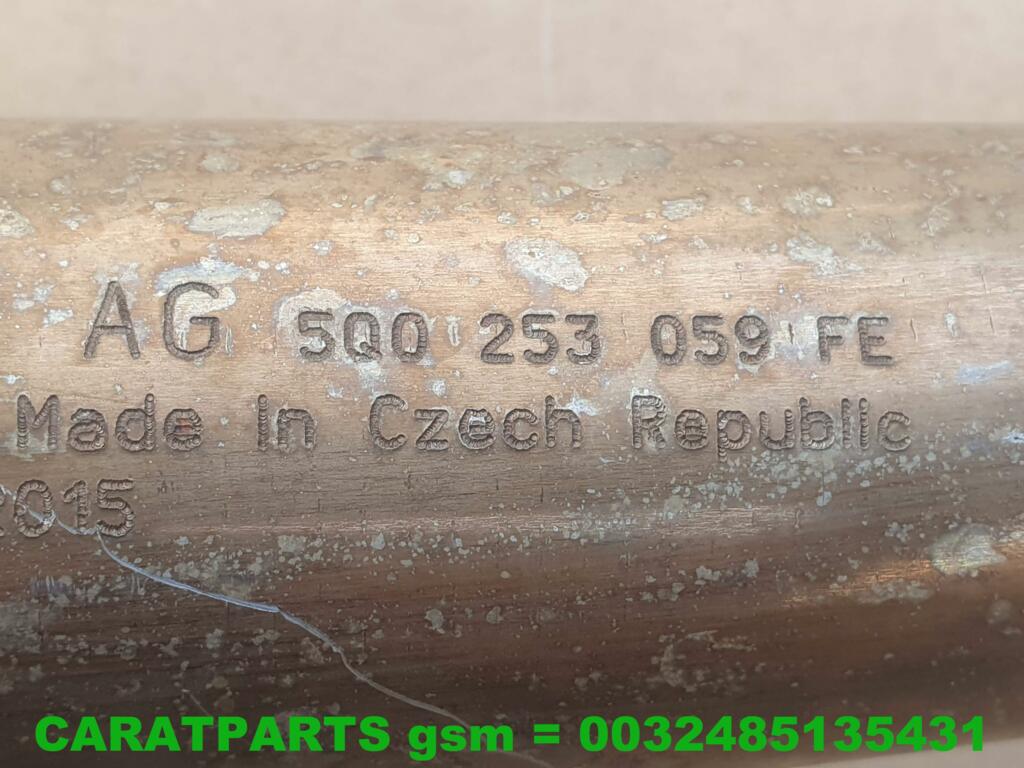 AG 5Q0 253 059 FE
Made In Czech Republic
2015
CARATPARTS gsm = 0032485135431